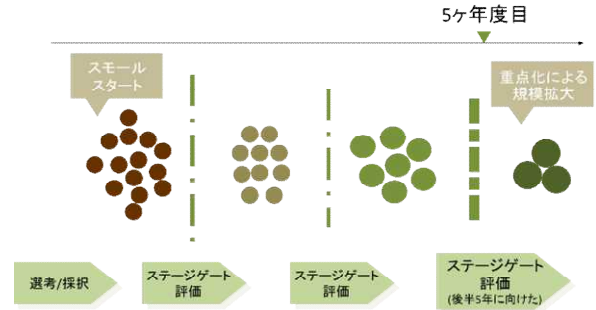 5ヶ年度目
スモール
スタート
重点化による
規模拡大
選考/採択
ステージゲート
評価
ステージゲート
評価
ステージゲート
評価
(後半5年に向けた)